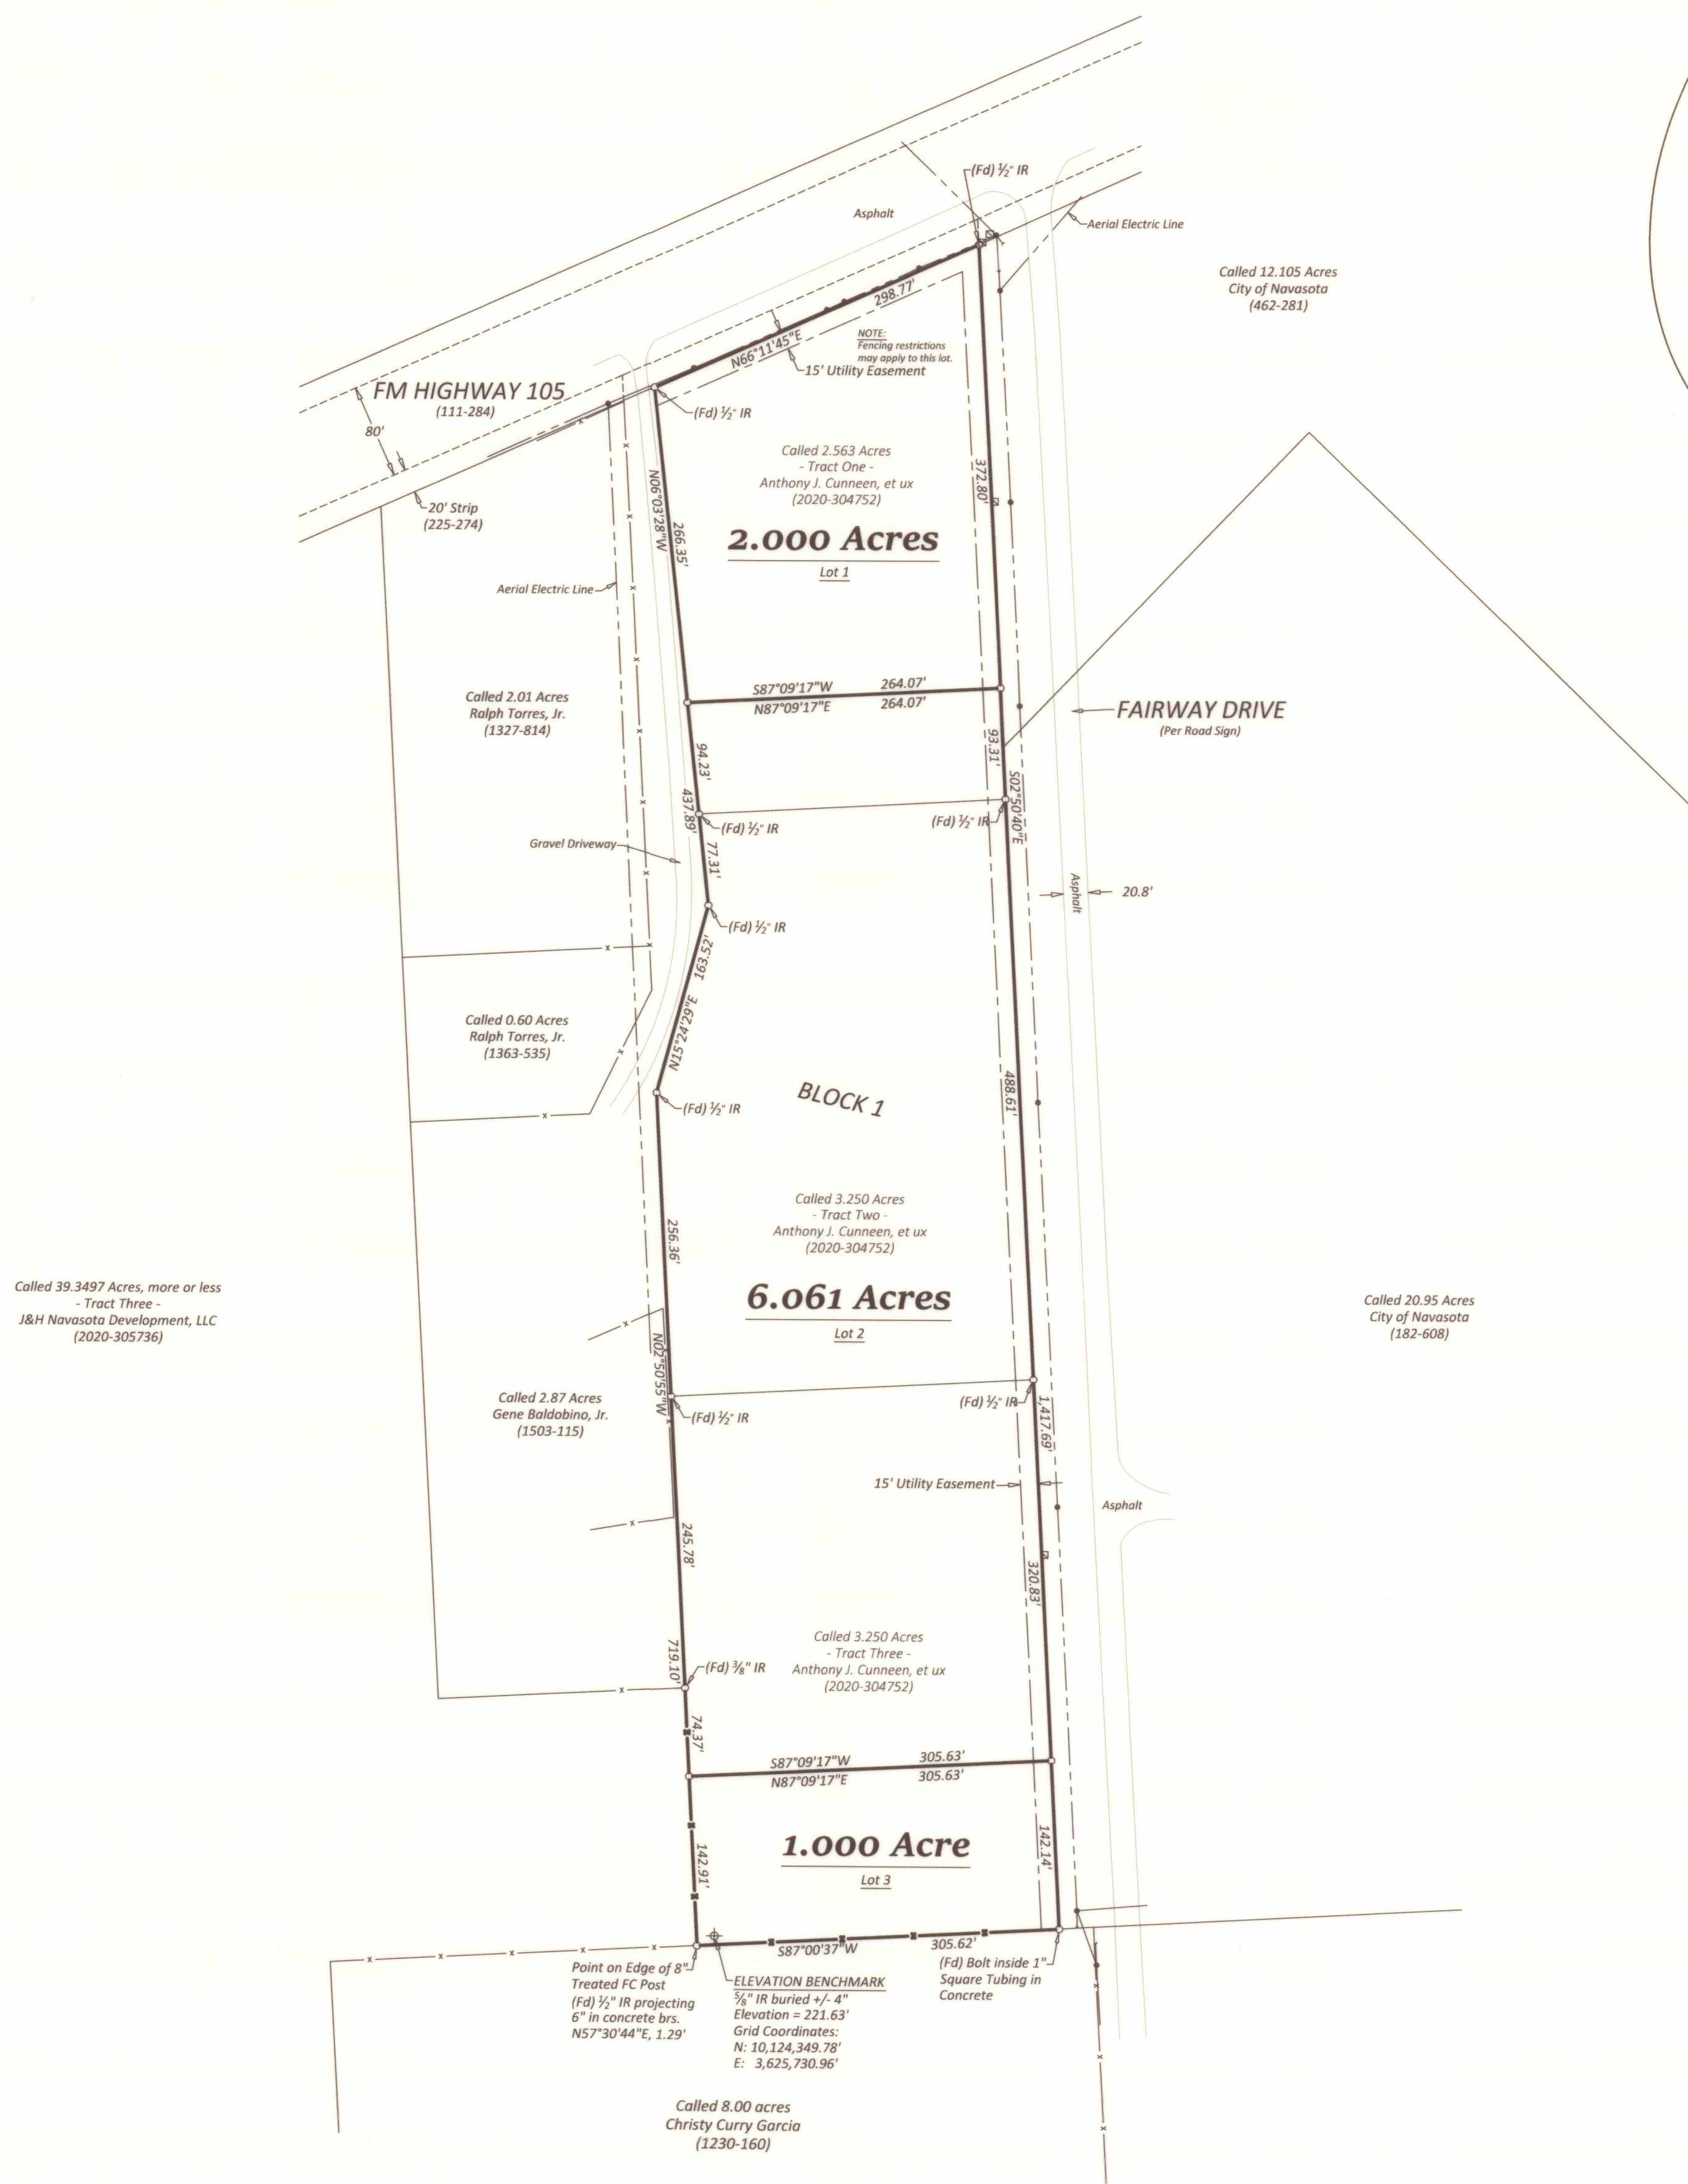 (Fd) ½" IR
Asphalt
Aerial Electric Line
Called 12.105 Acres
City of Navasota
(462-281)
298.77'
N66°11'45"E
NOTE:
Fencing restrictions
may apply to this lot.
15' Utility Easement
FM HIGHWAY 105
(111-284)
80'
(Fd) ½" IR
20' Strip
(225-274)
Called 2.563 Acres
- Tract One -
Anthony J. Cunneen, et ux
(2020-304752)
372.80'
N06°03'28"W
266.35'
2.000 Acres
Lot 1
Aerial Electric Line
S87°09'17"W 264.07'
N87°09'17"E 264.07'
Called 2.01 Acres
Ralph Torres, Jr.
(1327-814)
FAIRWAY DRIVE
(Per Road Sign)
94.23'
93.31'
437.89'
S02°50'40"E
(Fd) ½" IR
(Fd) ½" IR
Gravel Driveway
77.31'
Asphalt
20.8'
(Fd) ½" IR
163.52'
N15°24'29"E
Called 0.60 Acres
Ralph Torres, Jr.
(1363-535)
(Fd) ½" IR
BLOCK 1
488.61'
Called 3.250 Acres
- Tract Two -
Anthony J. Cunneen, et ux
(2020-304752)
256.36'
6.061 Acres
Lot 2
Called 39.3497 Acres, more or less
- Tract Three -
J&H Navasota Development, LLC
(2020-305736)
Called 20.95 Acres
City of Navasota
(182-608)
N02°50'55"W
Called 2.87 Acres
Gene Baldobino, Jr.
(1503-115)
(Fd) ½" IR
(Fd) ½" IR
1,417.69'
15' Utility Easement
Asphalt
245.78'
320.83'
Called 3.250 Acres
- Tract Three -
Anthony J. Cunneen, et ux
(2020-304752)
719.10'
(Fd) ⅜" IR
74.37'
S87°09'17"W 305.63'
N87°09'17"E 305.63'
1.000 Acre
Lot 3
142.91'
142.14'
S87°00'37"W 305.62'
Point on Edge of 8"
Treated FC Post
(Fd) ½" IR projecting
6" in concrete brs.
N57°30'44"E, 1.29'
ELEVATION BENCHMARK
⅝" IR buried +/- 4"
Elevation = 221.63'
Grid Coordinates:
N: 10,124,349.78'
E: 3,625,730.96'
(Fd) Bolt inside 1"
Square Tubing in
Concrete
Called 8.00 acres
Christy Curry Garcia
(1230-160)